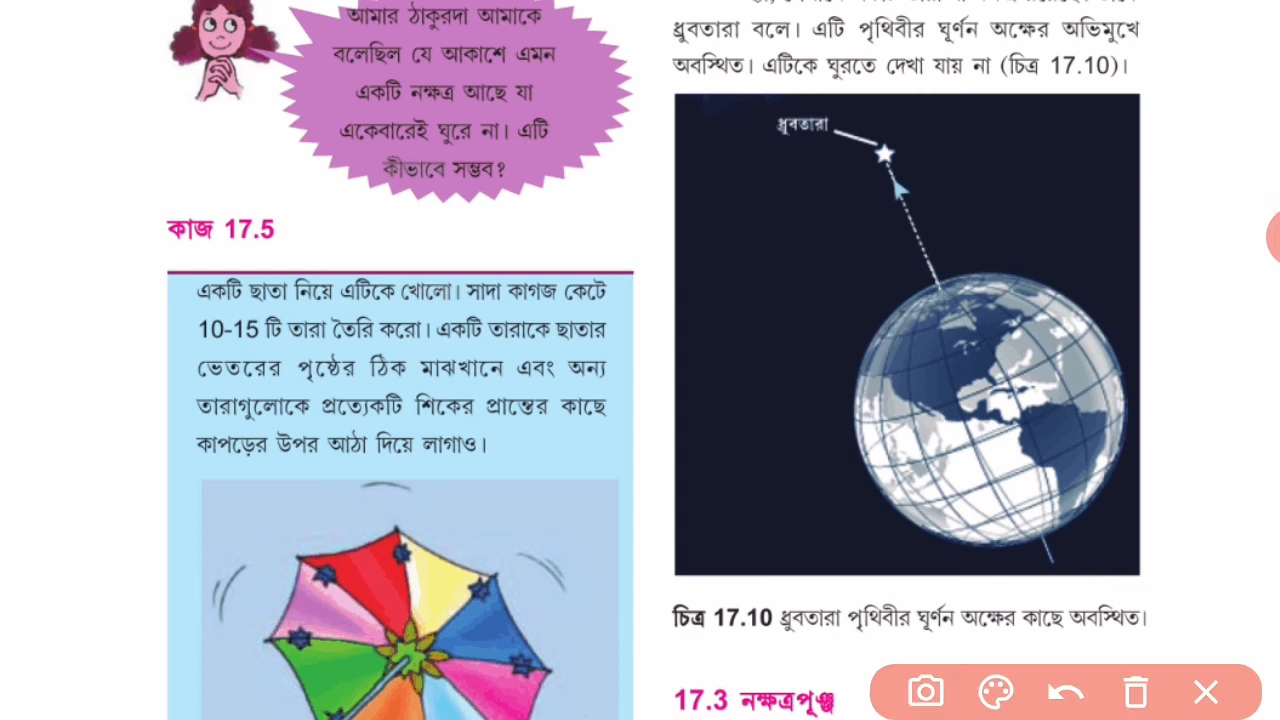 আমার ঠাকুরদা আমাকে
বলেছিল যে আকাশে এমন
একটি নক্ষত্র আছে যা
একেবারেই ঘুরে না। এটি
কীভাবে সম্ভব?
কাজ 17.5
একটি ছাতা নিয়ে এটিকে খোলো। সাদা কাগজ কেটে
10-15 টি তারা তৈরি করো। একটি তারাকে ছাতার
ভেতরের পৃষ্ঠের ঠিক মাঝখানে এবং অন্য
তারাগুলোকে প্রত্যেকটি শিকের প্রান্তের কাছে
কাপড়ের উপর আঠা দিয়ে লাগাও।
ধ্রুবতারা বলে। এটি পৃথিবীর ঘূর্ণন অক্ষের অভিমুখে
অবস্থিত। এটিকে ঘুরতে দেখা যায় না (চিত্র 17.10)।
ধ্রুবতারা
চিত্র 17.10 ধ্রুবতারা পৃথিবীর ঘূর্ণন অক্ষের কাছে অবস্থিত।
17.3 নক্ষত্রপূঞ্জ